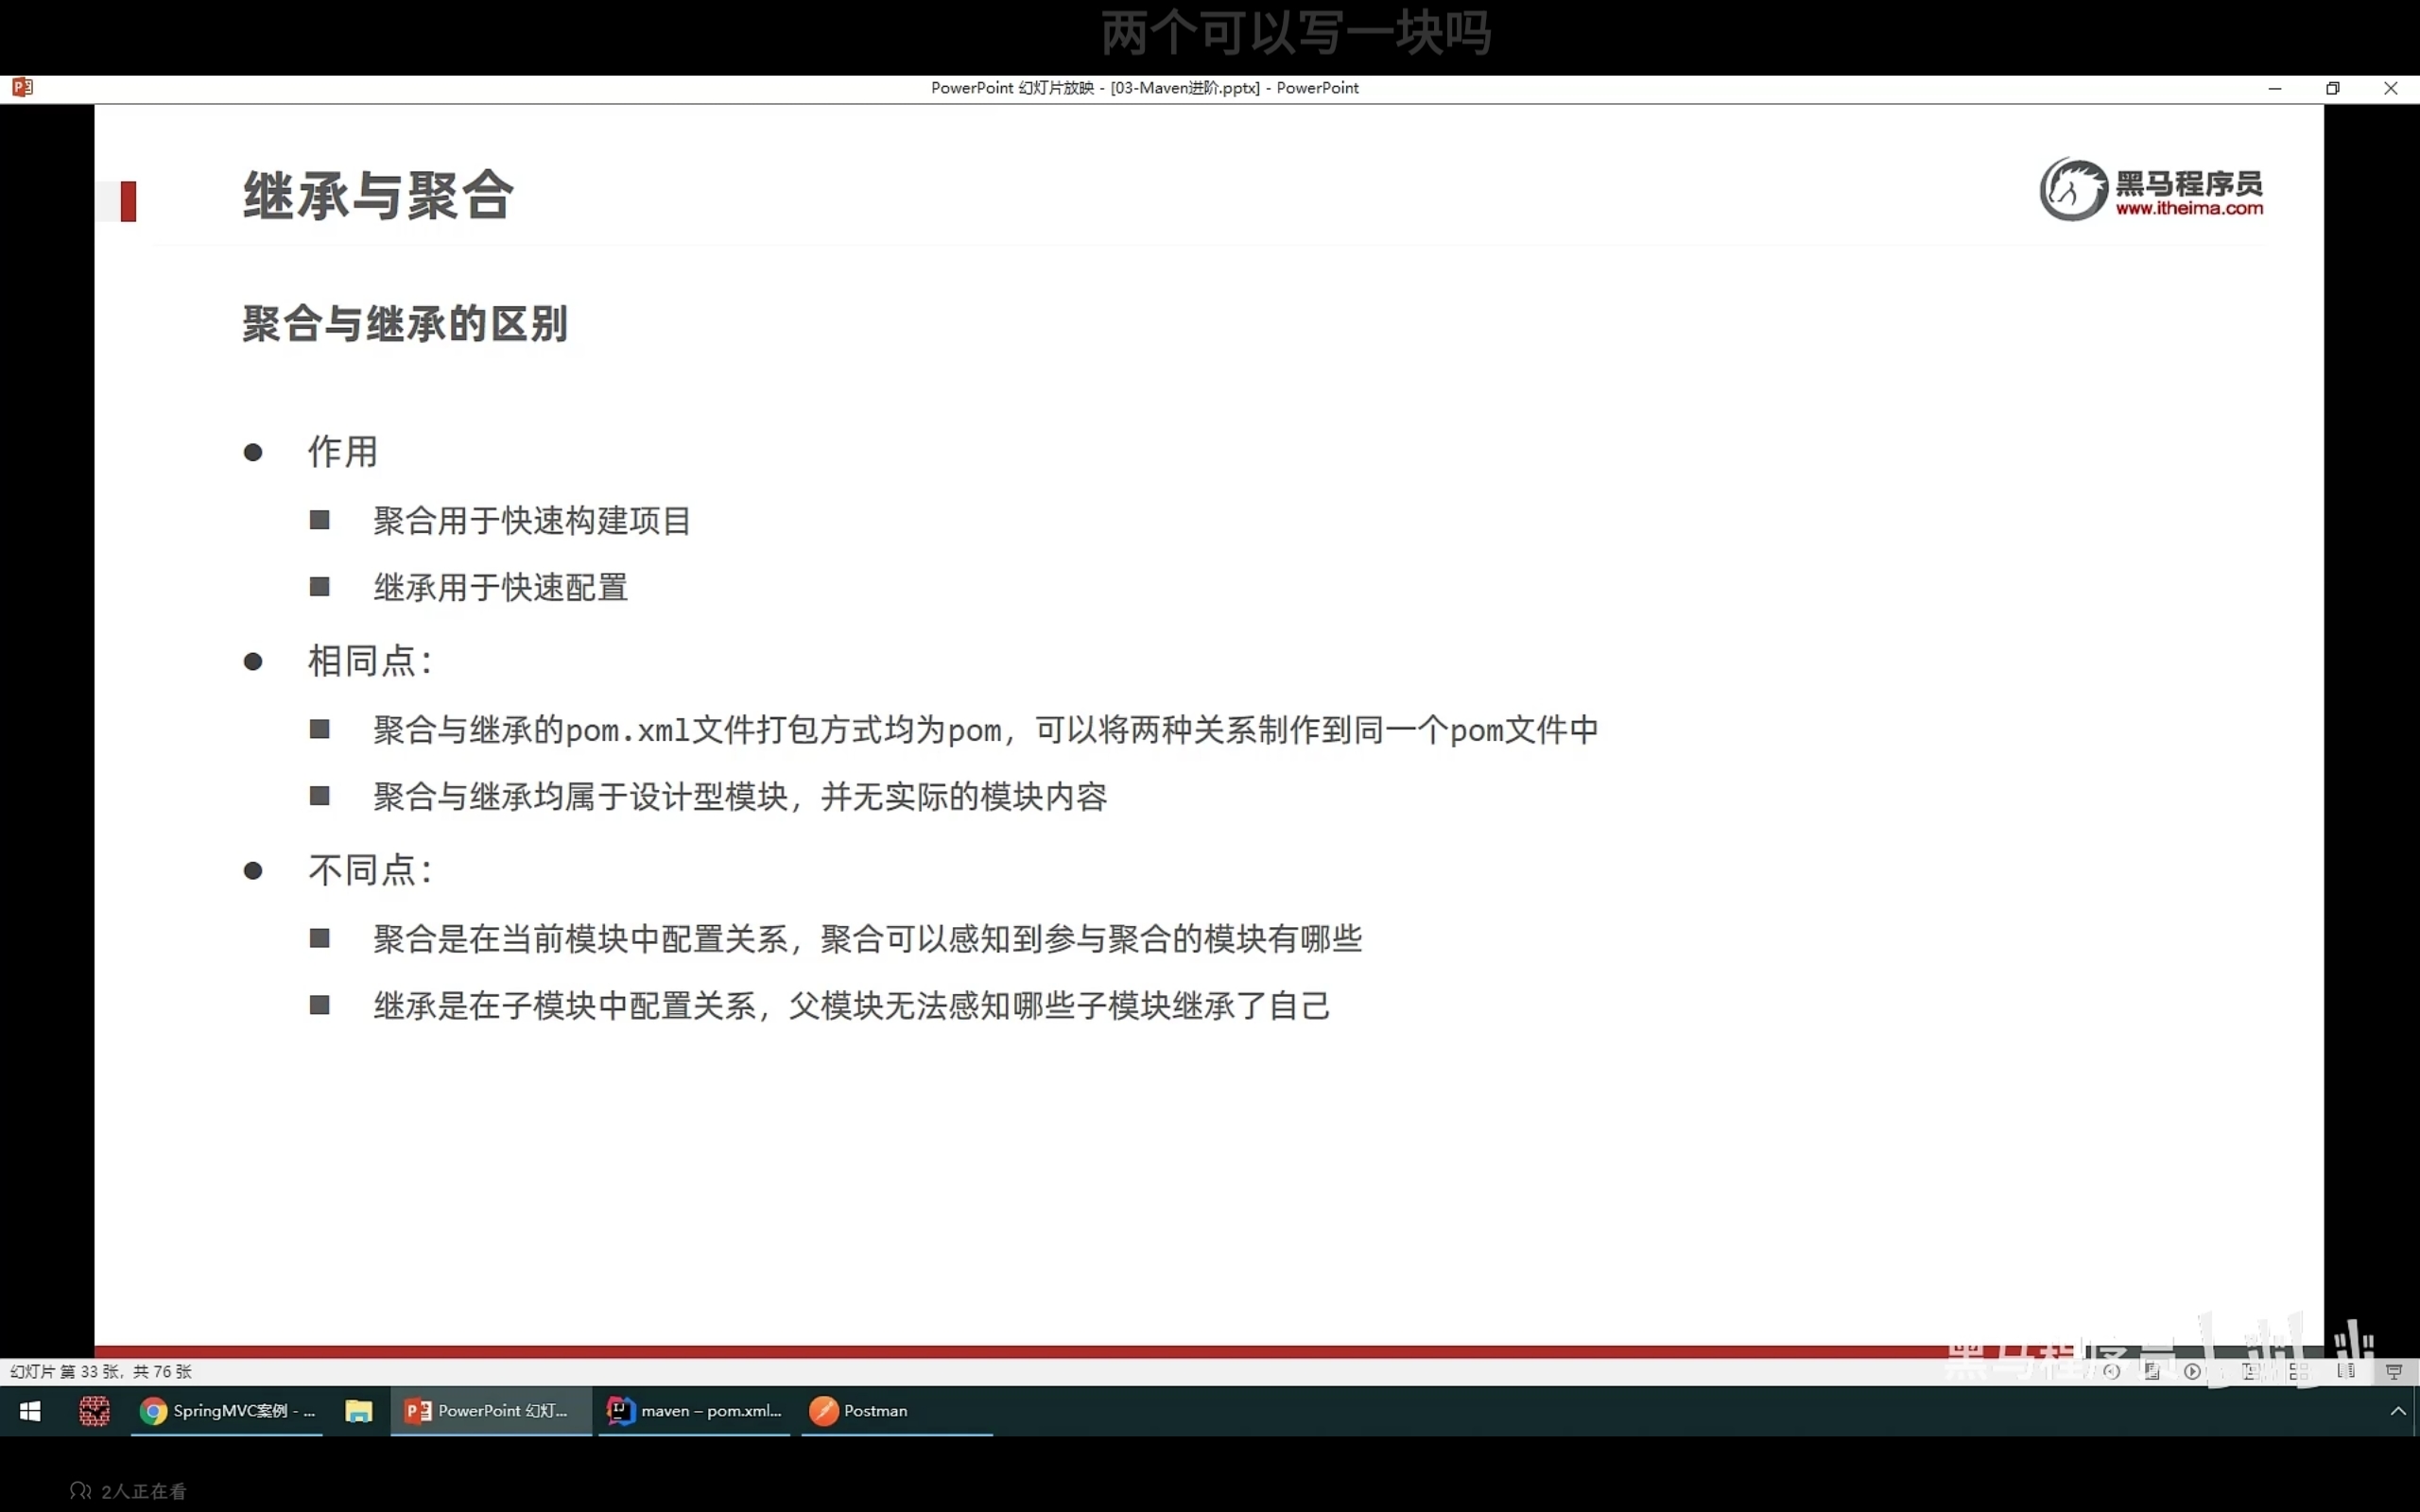 两个可以写一块吗
PowerPoint 幻灯片放映 - [03-Maven进阶.pptx] - PowerPoint
继承与聚合
黑马程序员
www.itheima.com
聚合与继承的区别
● 作用
■ 聚合用于快速构建项目
■ 继承用于快速配置
● 相同点：
■ 聚合与继承的pom.xml文件打包方式均为pom，可以将两种关系制作到同一个pom文件中
■ 聚合与继承均属于设计型模块，并无实际的模块内容
● 不同点：
■ 聚合是在当前模块中配置关系，聚合可以感知到参与聚合的模块有哪些
■ 继承是在子模块中配置关系，父模块无法感知哪些子模块继承了自己
黑马程序员
幻灯片 第 33 张，共 76 张
SpringMVC案例 - ...
PowerPoint 幻灯...
maven – pom.xml...
Postman
2人正在看